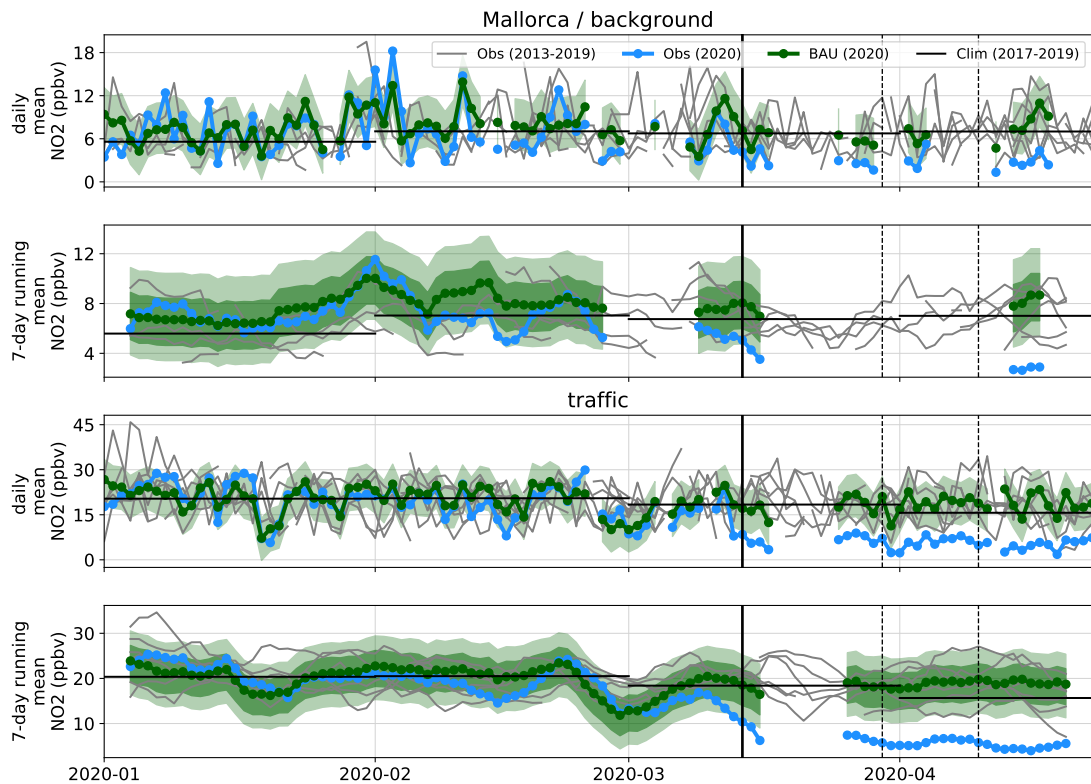 Mallorca / background
daily
mean
NO2 (ppbv)
18
12
6
0
Obs (2013-2019)
Obs (2020)
BAU (2020)
Clim (2017-2019)
7-day running
mean
NO2 (ppbv)
12
8
4
traffic
daily
mean
NO2 (ppbv)
45
30
15
0
7-day running
mean
NO2 (ppbv)
30
20
10
2020-01
2020-02
2020-03
2020-04